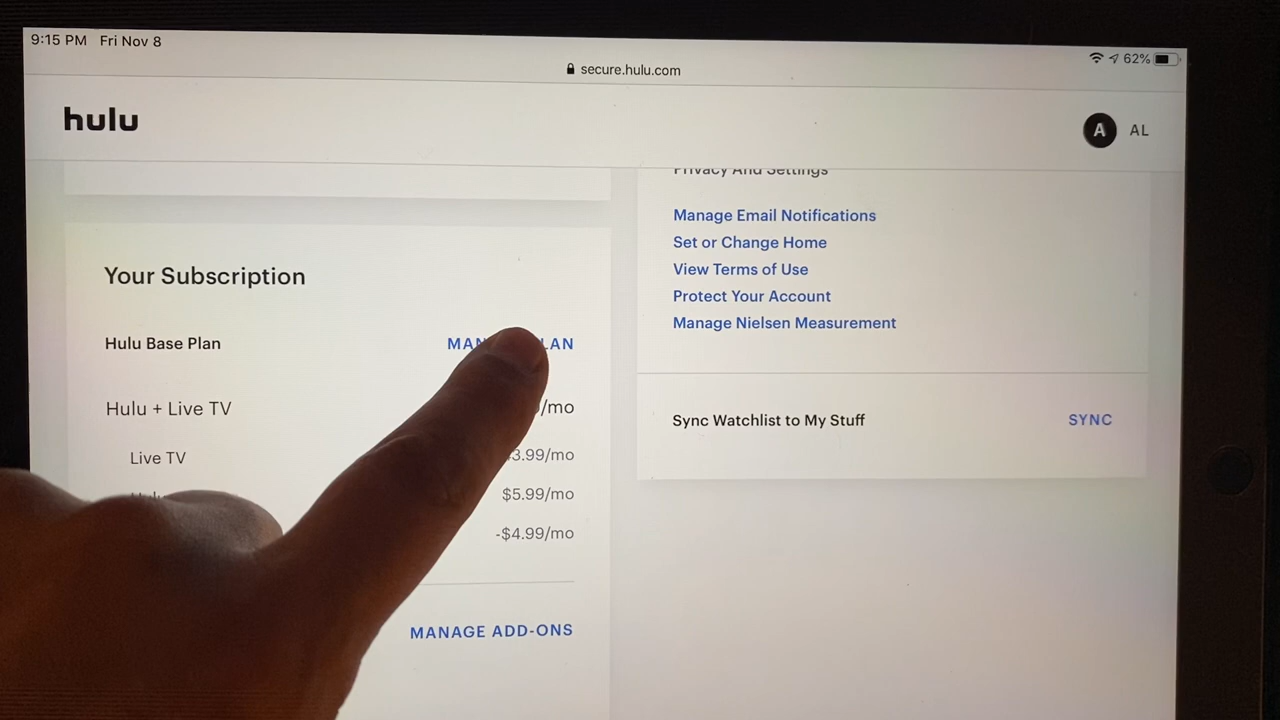 9:15 PM Fri Nov 8
secure.hulu.com
62%
hulu
A AL
Privacy And Settings
Manage Email Notifications
Set or Change Home
View Terms of Use
Protect Your Account
Manage Nielsen Measurement
Sync Watchlist to My Stuff SYNC
Your Subscription
Hulu Base Plan
Hulu + Live TV /mo
Live TV 3.99/mo
$5.99/mo
-$4.99/mo
MANAGE ADD-ONS